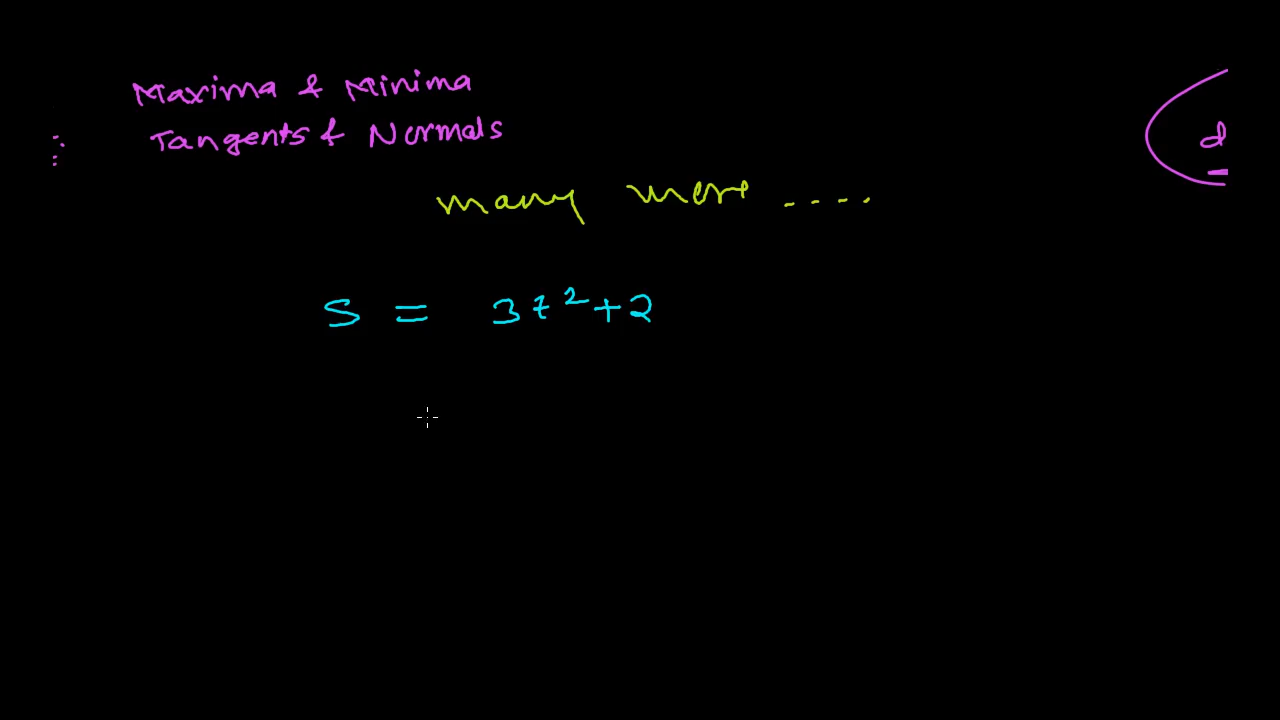 Maxima & Minima
Tangents & Normals
many more ....
S = 3t²+2
d